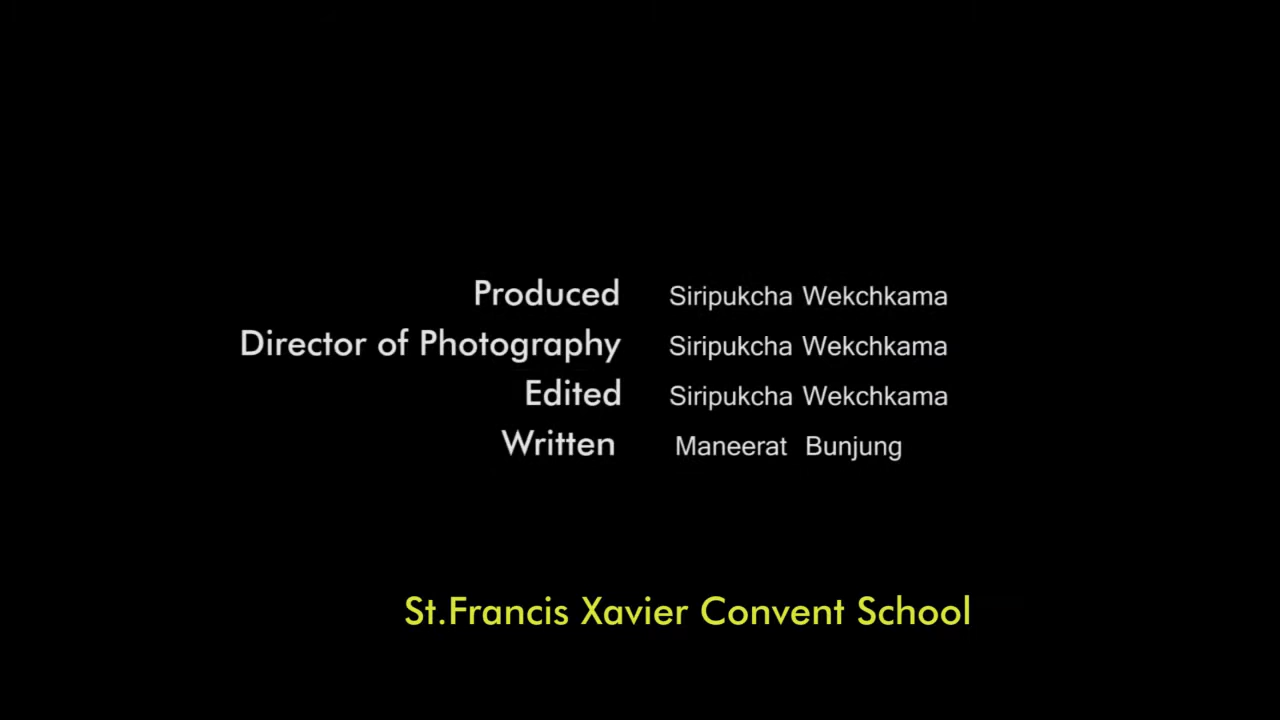 Produced Siripukcha Wekchkama
Director of Photography Siripukcha Wekchkama
Edited Siripukcha Wekchkama
Written Maneerat Bunjung
St.Francis Xavier Convent School